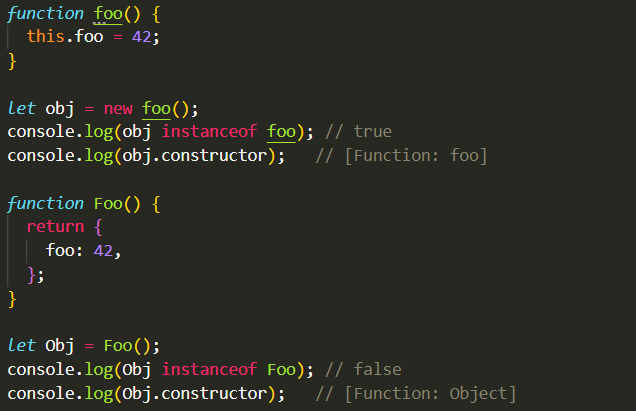 function foo() {
  this.foo = 42;
}
let obj = new foo();
console.log(obj instanceof foo); // true
console.log(obj.constructor);   // [Function: foo]
function Foo() {
  return {
    foo: 42,
  };
}
let Obj = Foo();
console.log(Obj instanceof Foo); // false
console.log(Obj.constructor);   // [Function: Object]